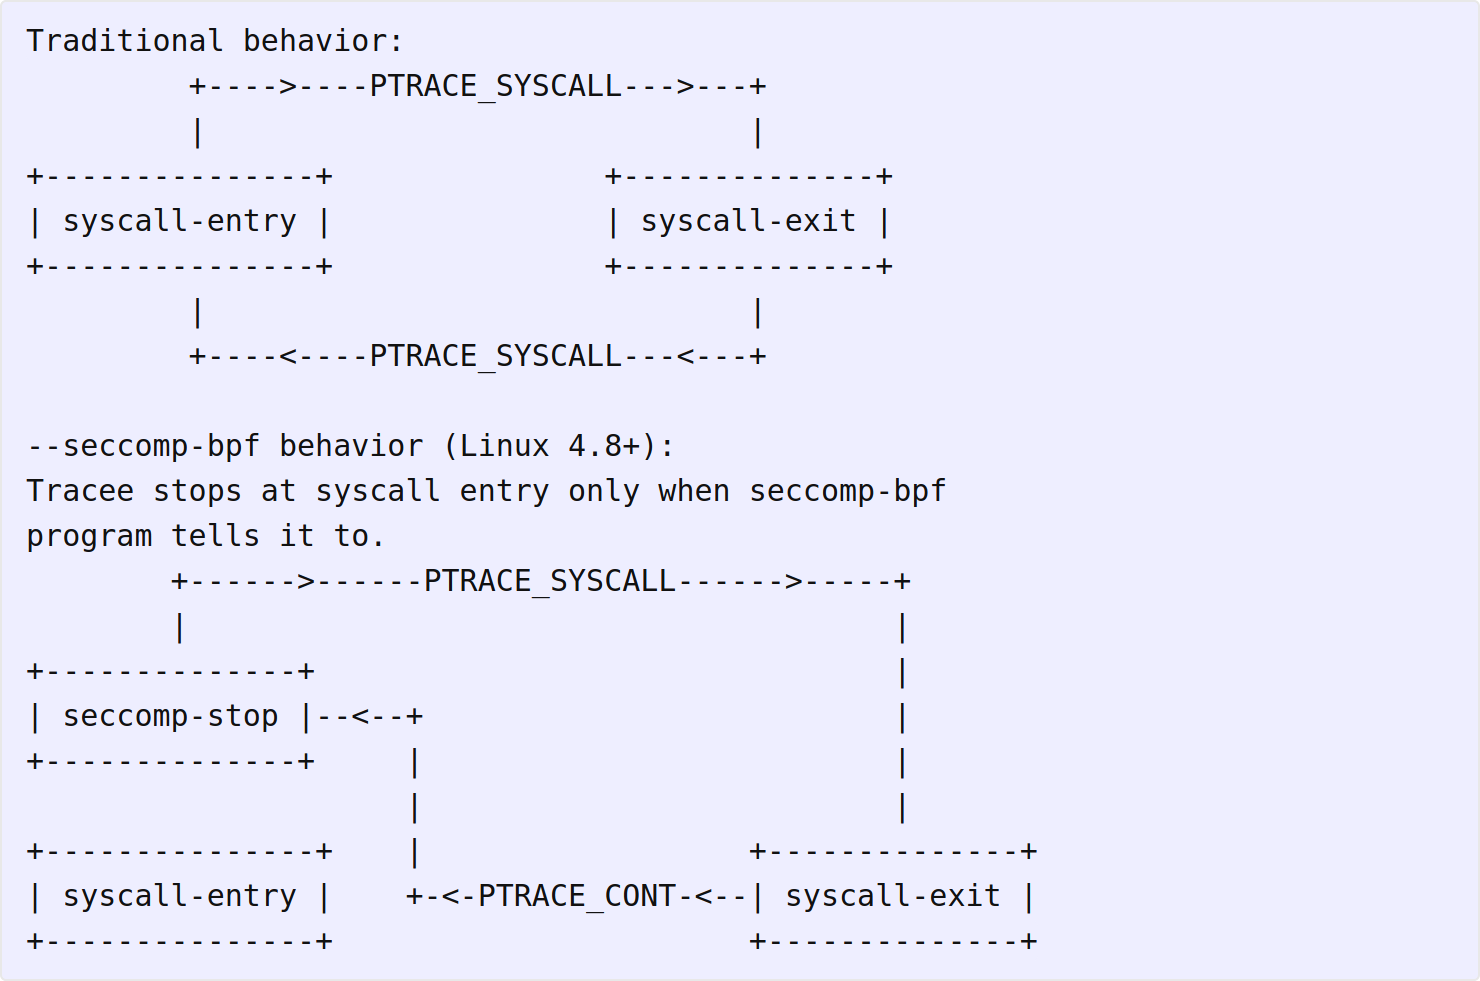 Traditional behavior:
         +---->----PTRACE_SYSCALL--->---+
         |                              |
+---------------+               +--------------+
| syscall-entry |               | syscall-exit |
+---------------+               +--------------+
         |                              |
         +----<----PTRACE_SYSCALL---<---+

--seccomp-bpf behavior (Linux 4.8+):
Tracee stops at syscall entry only when seccomp-bpf
program tells it to.
        +------>------PTRACE_SYSCALL------>-----+
        |                                       |
+--------------+                                |
| seccomp-stop |--<--+                          |
+--------------+     |                          |
                     |                          |
+---------------+    |                  +--------------+
| syscall-entry |    +-<-PTRACE_CONT-<--| syscall-exit |
+---------------+                       +--------------+